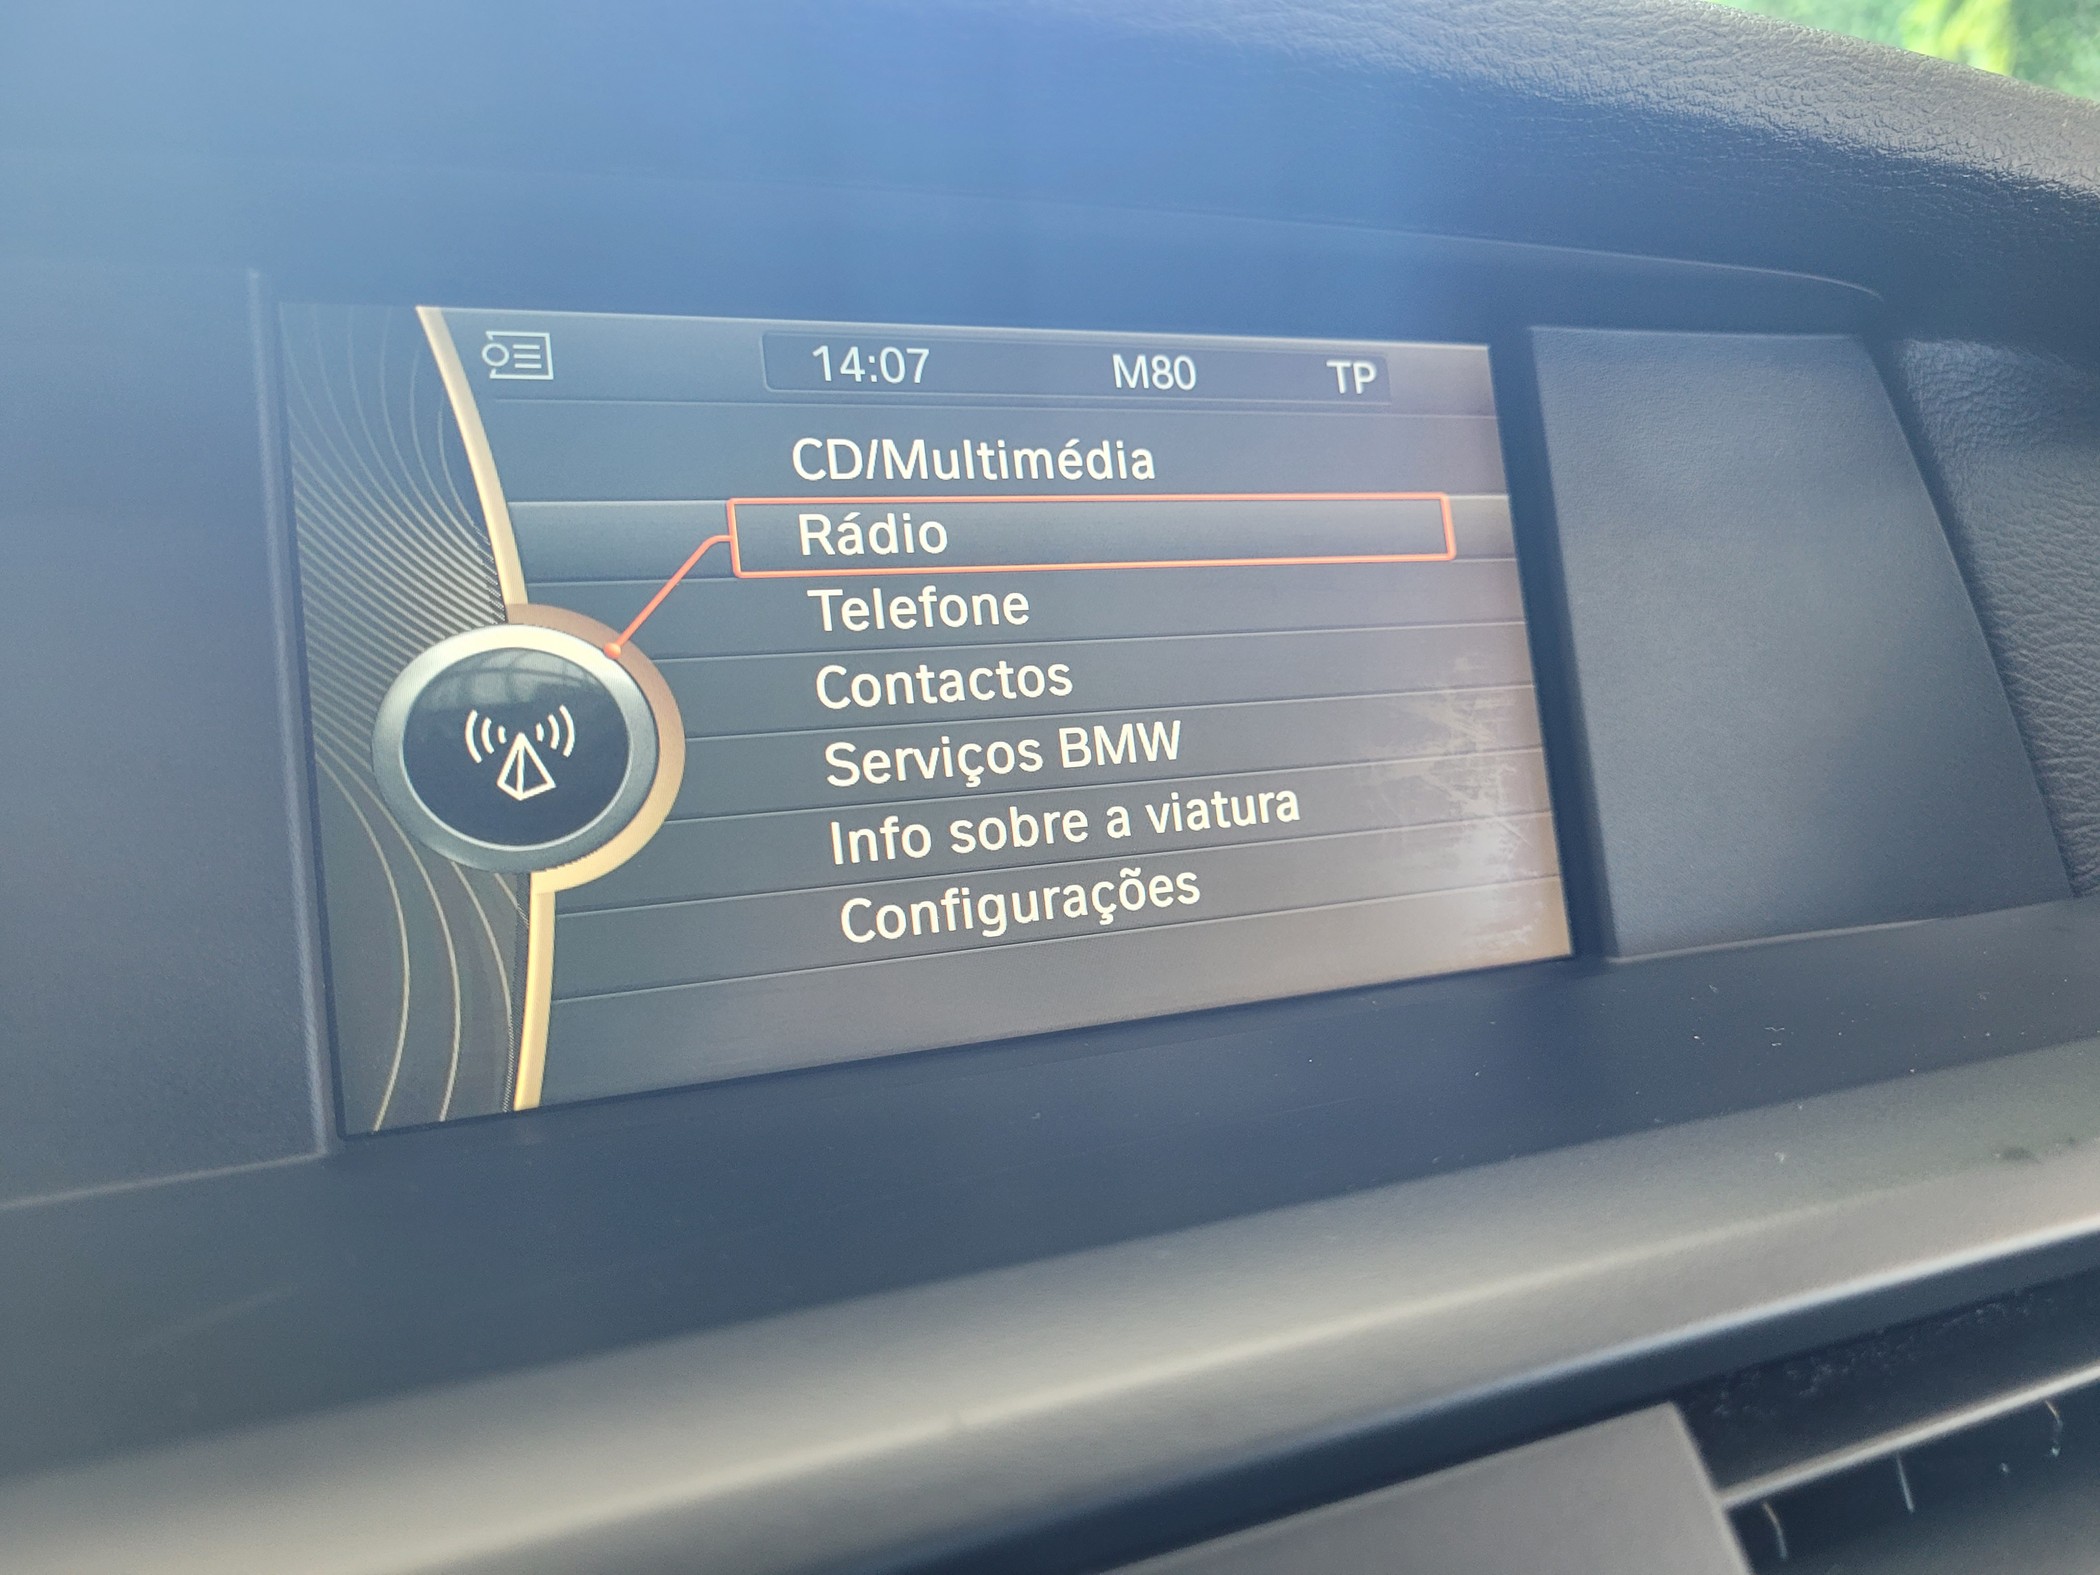 14:07 M80 TP
CD/Multimédia
Rádio
Telefone
Contactos
Serviços BMW
Info sobre a viatura
Configurações